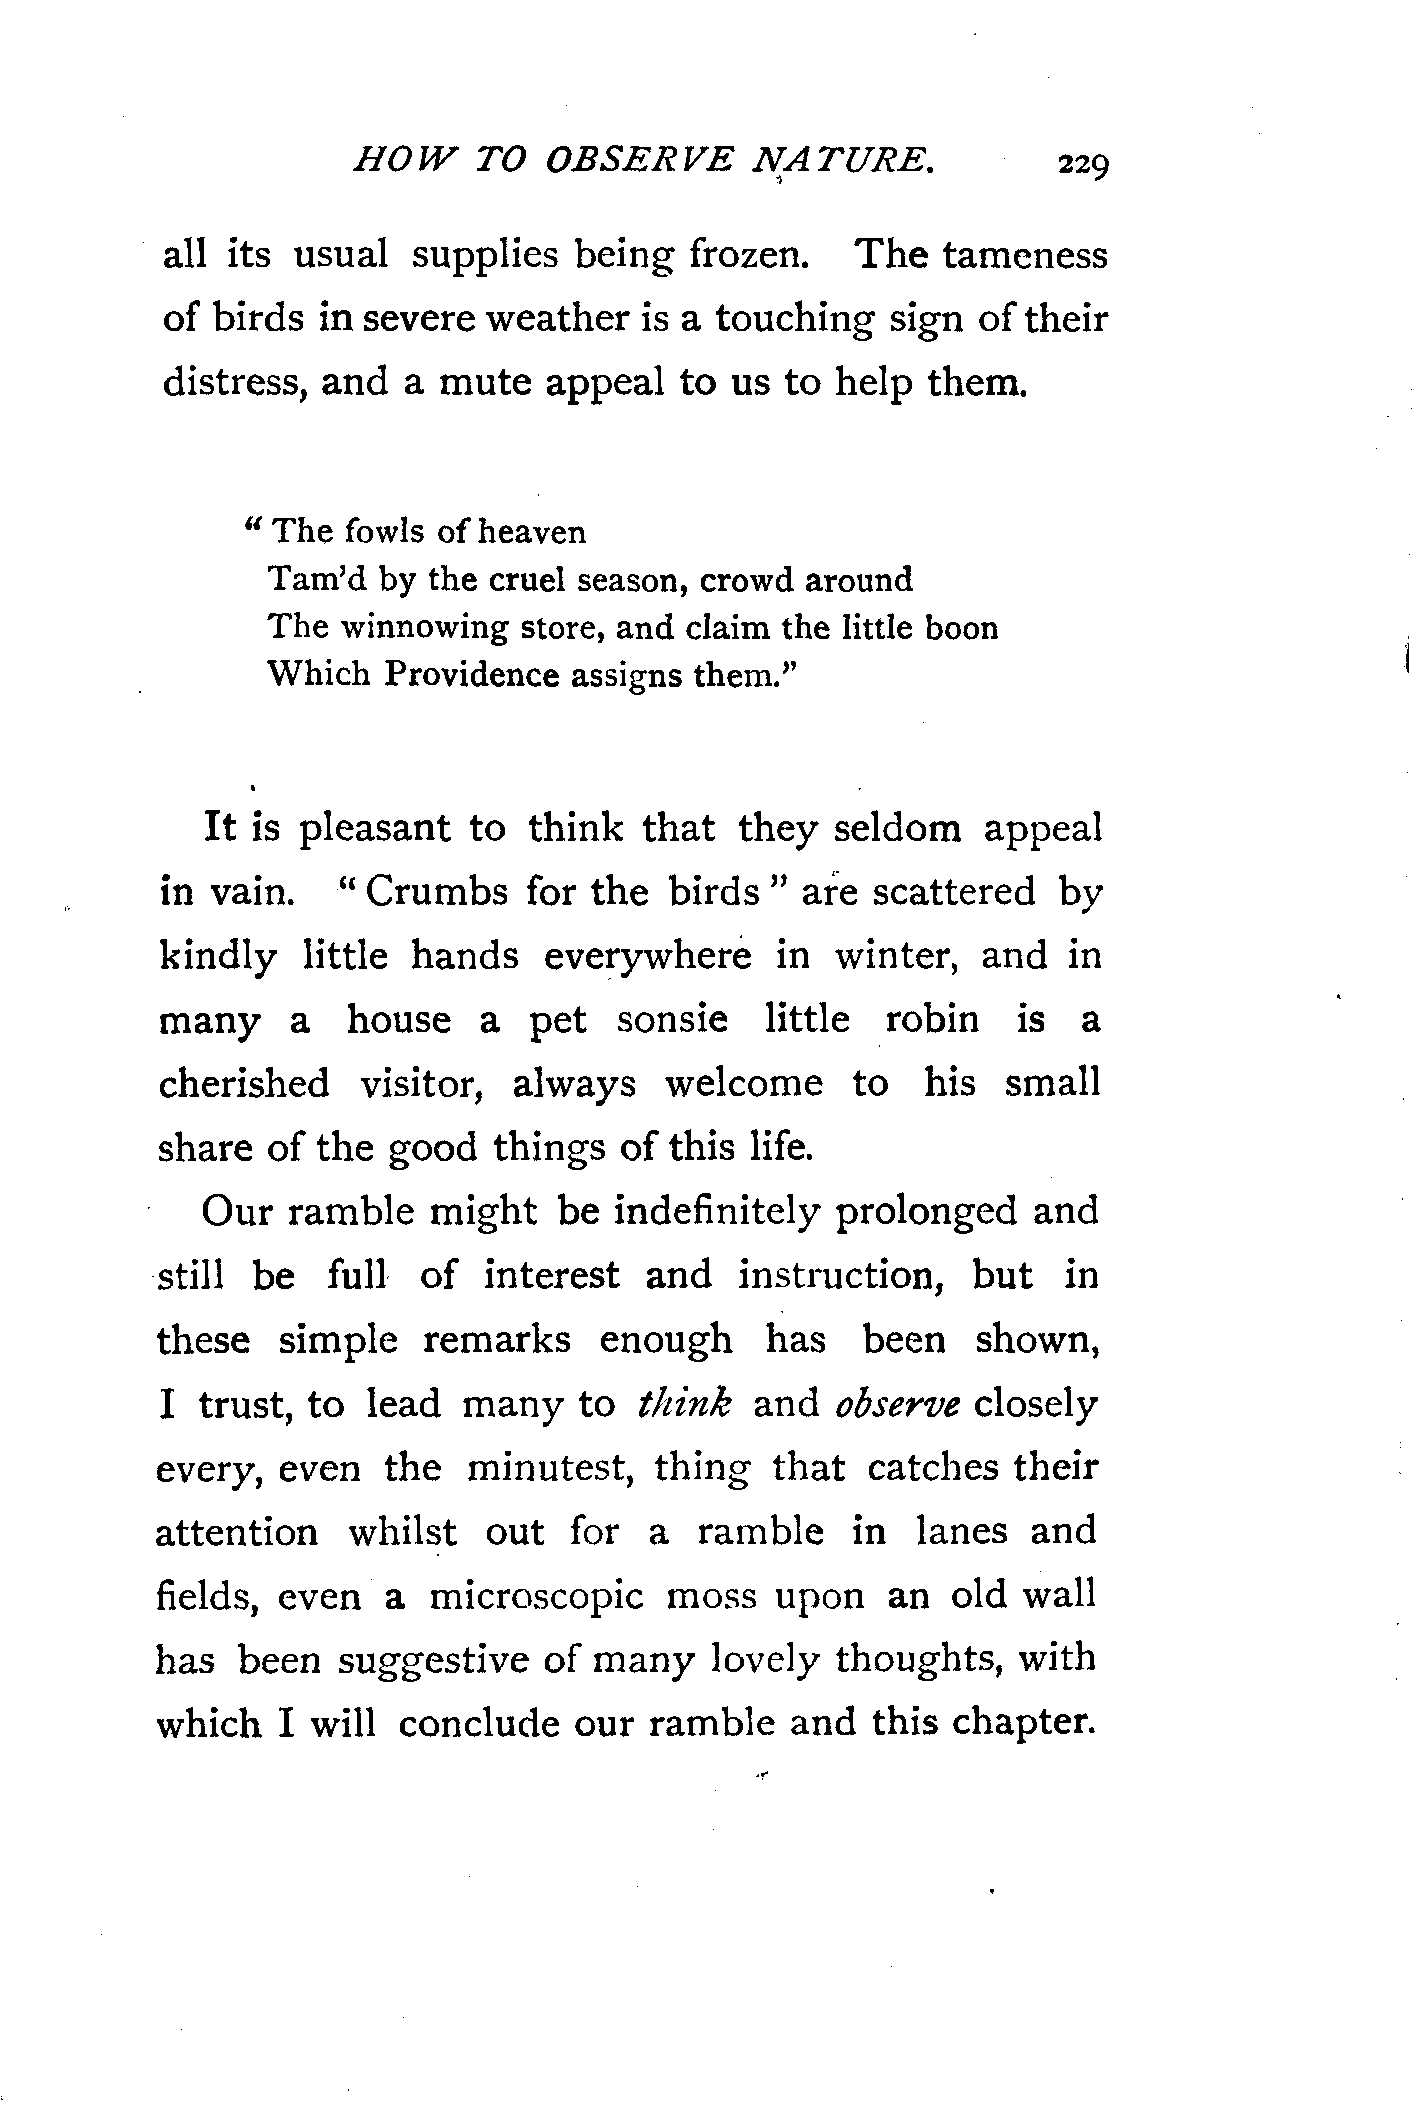 HOW TO OBSERVE NATURE. 229
all its usual supplies being frozen. The tameness
of birds in severe weather is a touching sign of their
distress, and a mute appeal to us to help them.
“ The fowls of heaven
Tam’d by the cruel season, crowd around
The winnowing store, and claim the little boon
Which Providence assigns them.”
It is pleasant to think that they seldom appeal
in vain. “ Crumbs for the birds ” are scattered by
kindly little hands everywhere in winter, and in
many a house a pet sonsie little robin is a
cherished visitor, always welcome to his small
share of the good things of this life.
Our ramble might be indefinitely prolonged and
still be full of interest and instruction, but in
these simple remarks enough has been shown,
I trust, to lead many to think and observe closely
every, even the minutest, thing that catches their
attention whilst out for a ramble in lanes and
fields, even a microscopic moss upon an old wall
has been suggestive of many lovely thoughts, with
which I will conclude our ramble and this chapter.